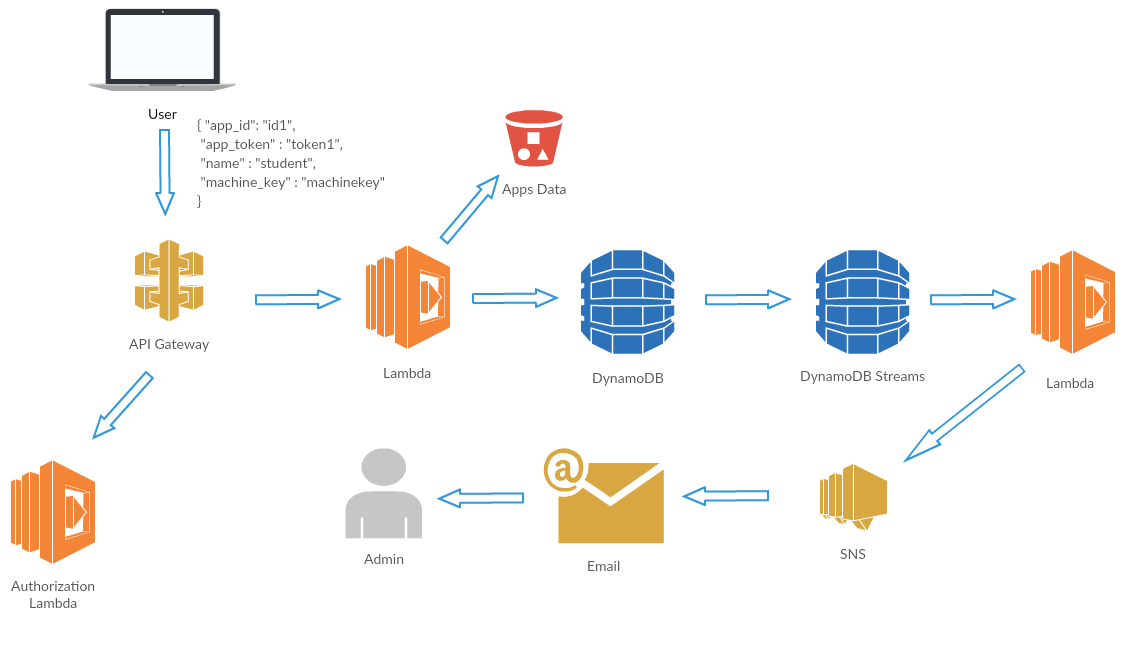 User
{ "app_id": "id1",
"app_token" : "token1",
"name" : "student",
"machine_key" : "machinekey"
}
Apps Data
API Gateway
Lambda
DynamoDB
DynamoDB Streams
Lambda
@
Admin
Email
SNS
Authorization
Lambda